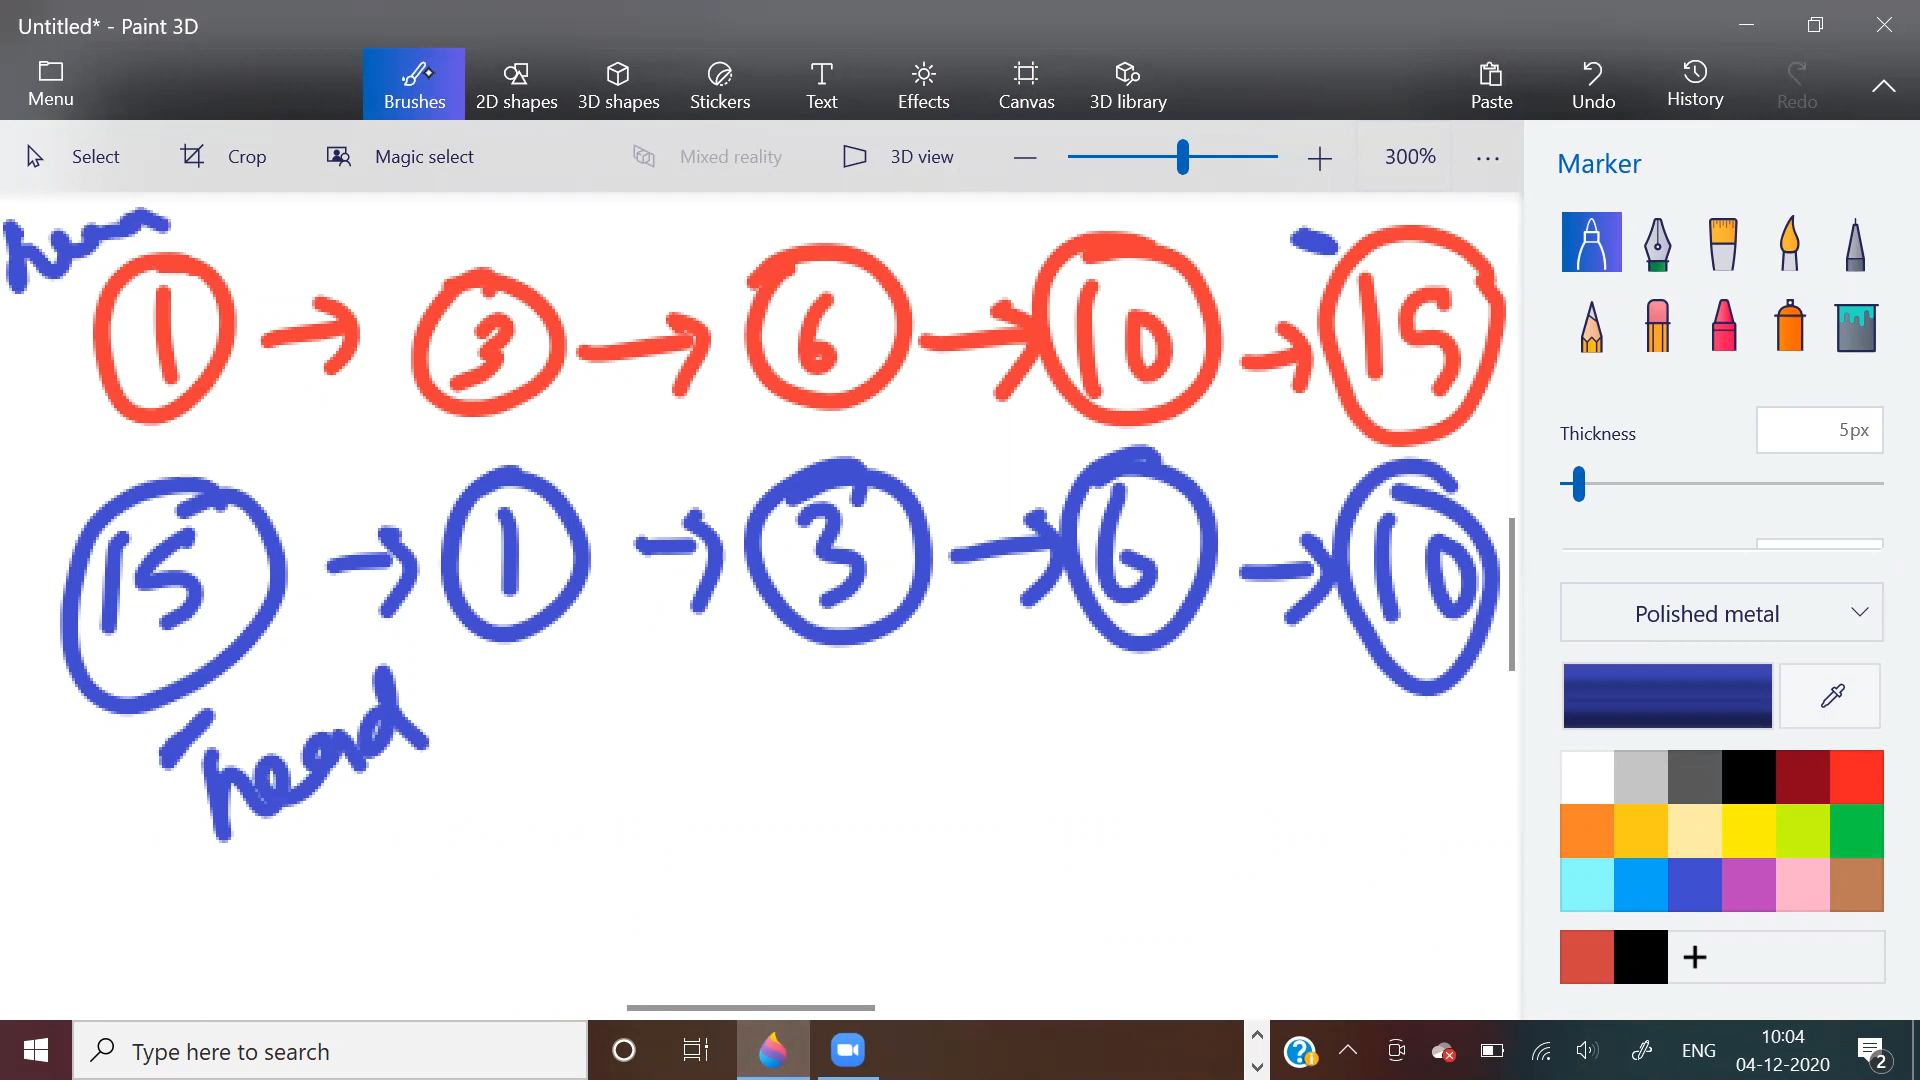 Untitled* - Paint 3D
Menu
Brushes 2D shapes 3D shapes Stickers Text Effects Canvas 3D library Paste Undo History Redo
Select Crop Magic select Mixed reality 3D view 300% ...
Marker
1 → 3 → 6 → 10 → 15
Thickness 5px
15 → 1 → 3 → 6 → 10
Polished metal
head
Type here to search
ENG
10:04
04-12-2020
2